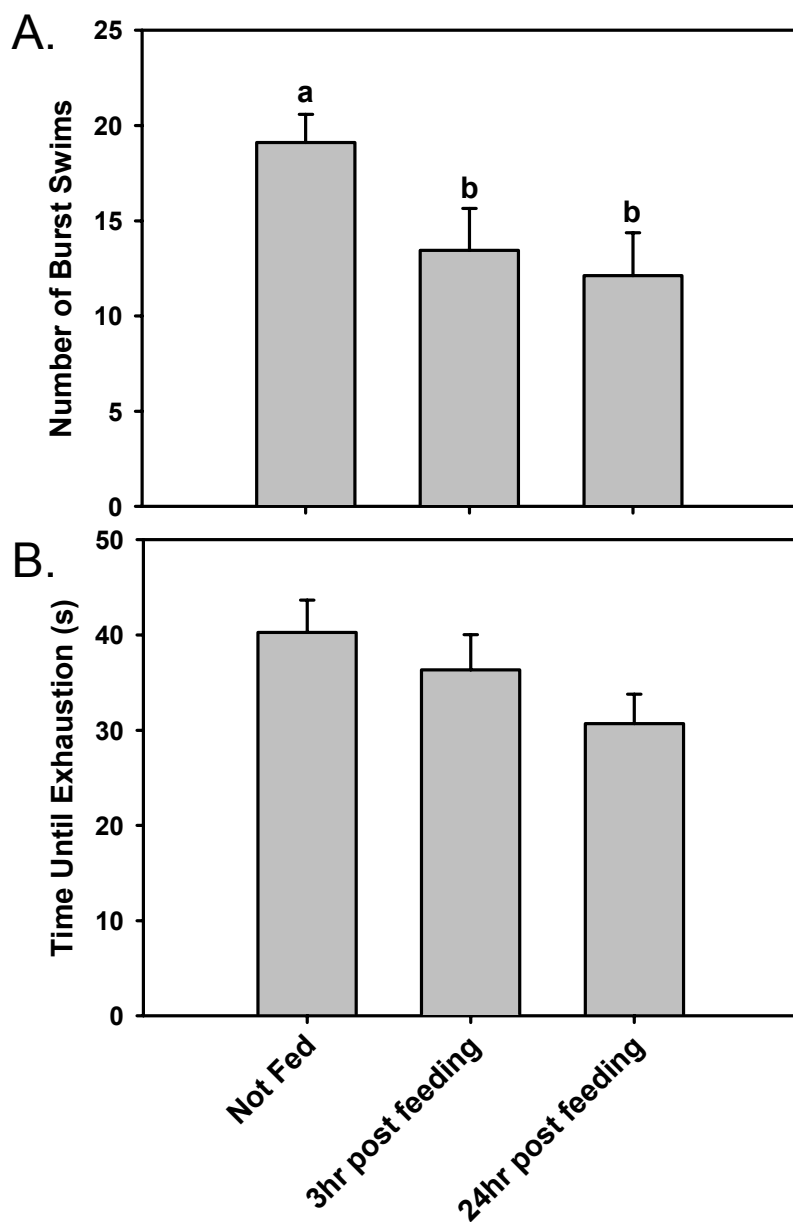 A.
Number of Burst Swims
25
20
15
10
5
0
a
b
b
B.
Time Until Exhaustion (s)
50
40
30
20
10
0
Not Fed
3hr post feeding
24hr post feeding